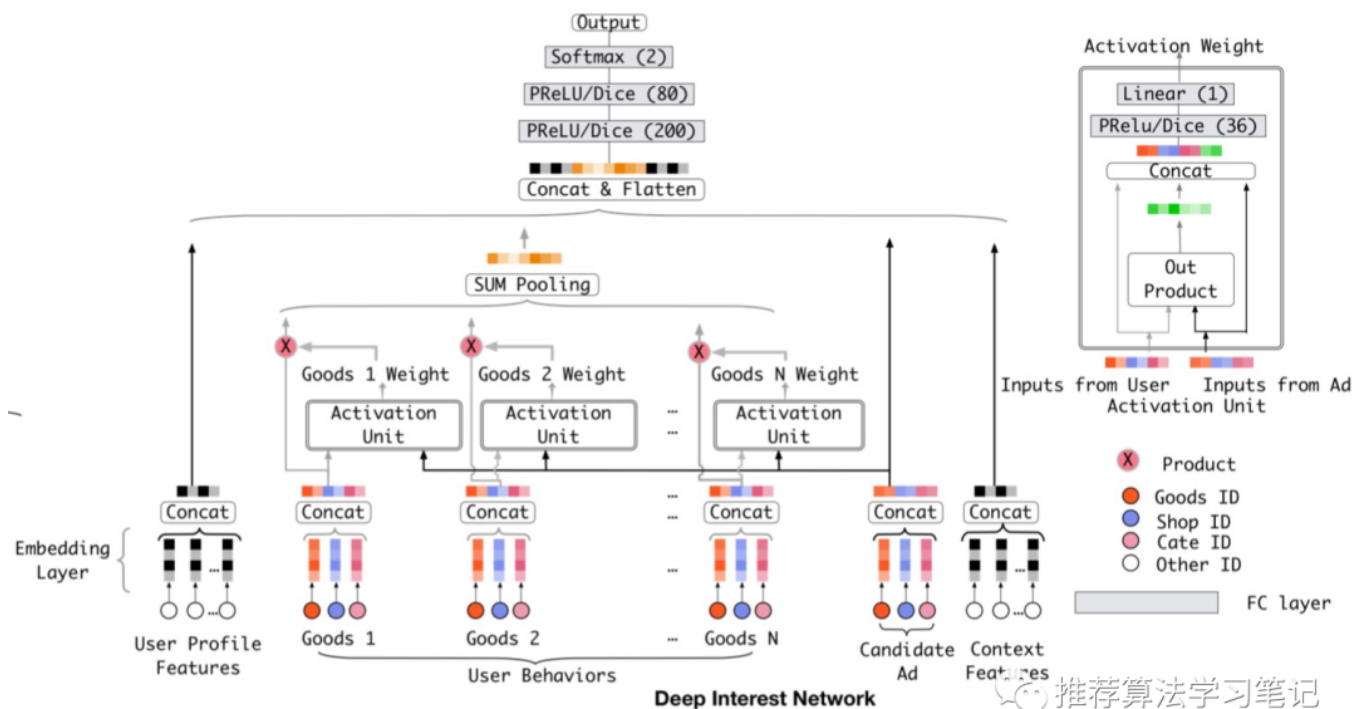 Output
Softmax (2)
PReLU/Dice (80)
PReLU/Dice (200)
Concat & Flatten
SUM Pooling
X
X
X
Goods 1 Weight
Goods 2 Weight
Goods N Weight
Activation
Unit
Activation
Unit
...
...
Activation
Unit
Concat
Concat
Concat
...
...
Concat
Concat
Concat
Embedding
Layer
...
...
...
...
...
User Profile
Features
Goods 1
Goods 2
...
Goods N
User Behaviors
Candidate
Ad
Context
Features
Deep Interest Network
Activation Weight
Linear (1)
PRelu/Dice (36)
Concat
Out
Product
Inputs from User
Inputs from Ad
Activation Unit
X
Product
Goods ID
Shop ID
Cate ID
Other ID
FC layer
推荐算法学习笔记